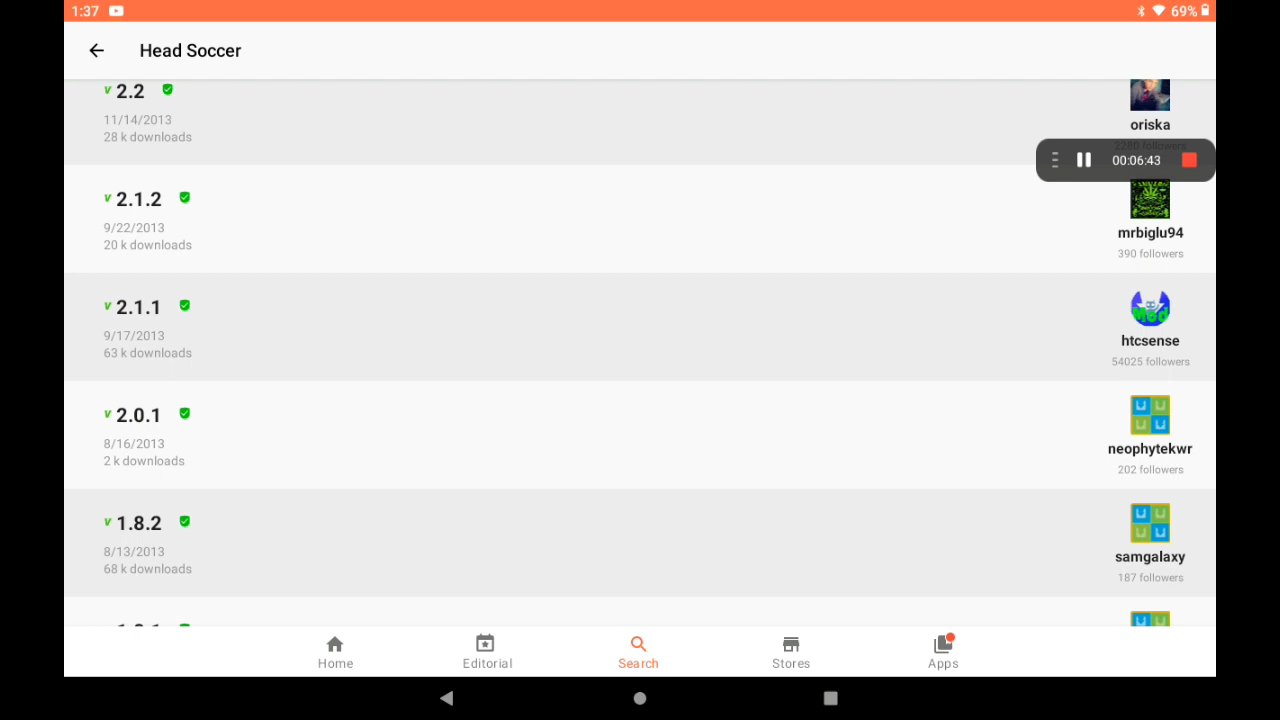 1:37
69%
Head Soccer
v 2.2
11/14/2013
28 k downloads
oriska
2280 followers
00:06:43
v 2.1.2
9/22/2013
20 k downloads
mrbiglu94
390 followers
v 2.1.1
9/17/2013
63 k downloads
htcsense
54025 followers
v 2.0.1
8/16/2013
2 k downloads
neophytekwr
202 followers
v 1.8.2
8/13/2013
68 k downloads
samgalaxy
187 followers
Home
Editorial
Search
Stores
Apps